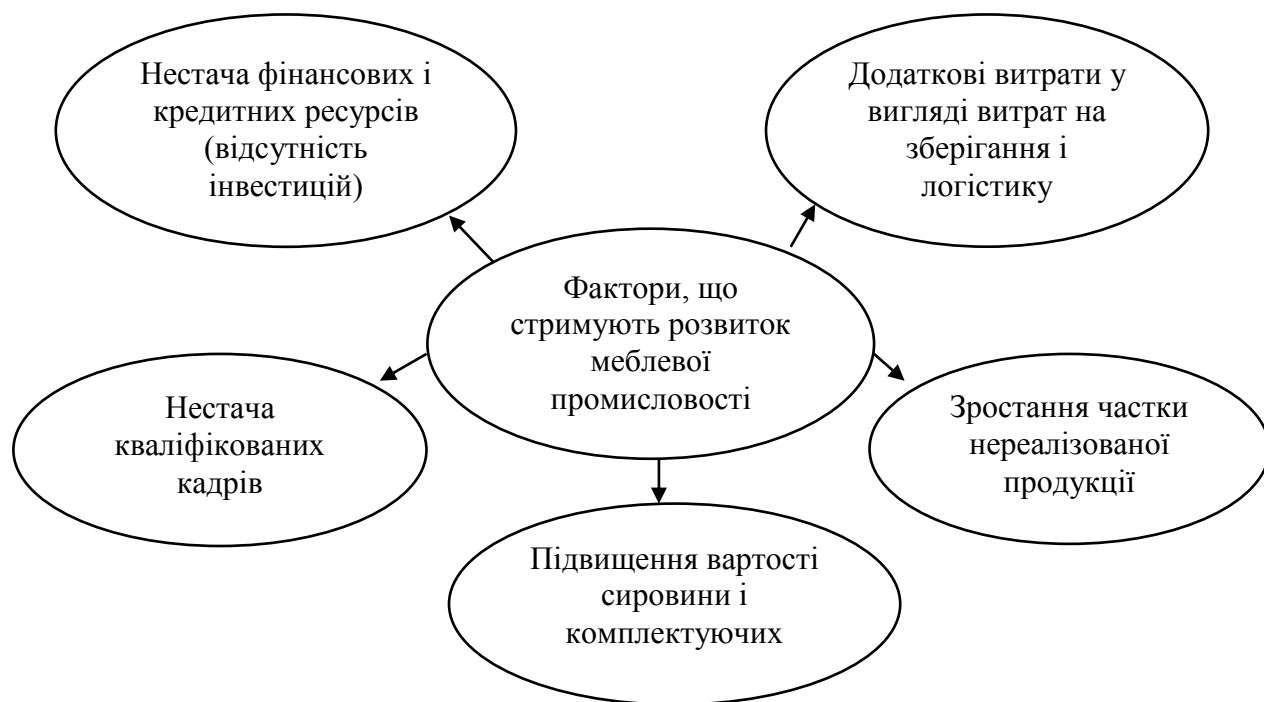 Нестача фінансових і
кредитних ресурсів
(відсутність
інвестицій)
Додаткові витрати у
вигляді витрат на
зберігання і
логістику
Фактори, що
стримують розвиток
меблевої
промисловості
Нестача
кваліфікованих
кадрів
Зростання частки
нереалізованої
продукції
Підвищення вартості
сировини і
комплектуючих